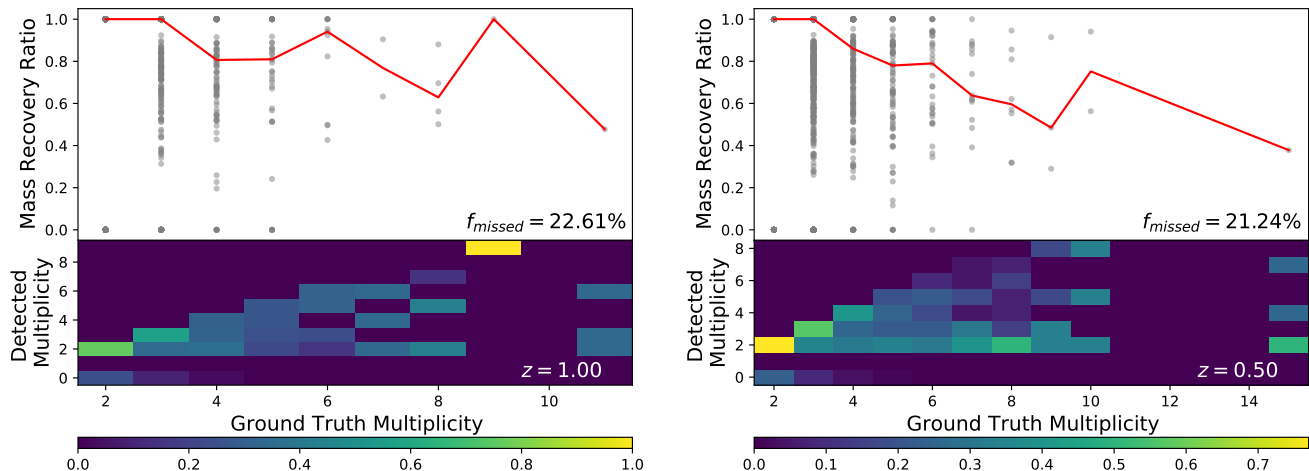 1.0
0.8
0.6
0.4
0.2
0.0
Mass Recovery Ratio
f_missed = 22.61%
8
6
4
2
0
Detected
Multiplicity
z = 1.00
2 4 6 8 10
Ground Truth Multiplicity
0.0 0.2 0.4 0.6 0.8 1.0
1.0
0.8
0.6
0.4
0.2
0.0
Mass Recovery Ratio
f_missed = 21.24%
8
6
4
2
0
Detected
Multiplicity
z = 0.50
2 4 6 8 10 12 14
Ground Truth Multiplicity
0.0 0.1 0.2 0.3 0.4 0.5 0.6 0.7